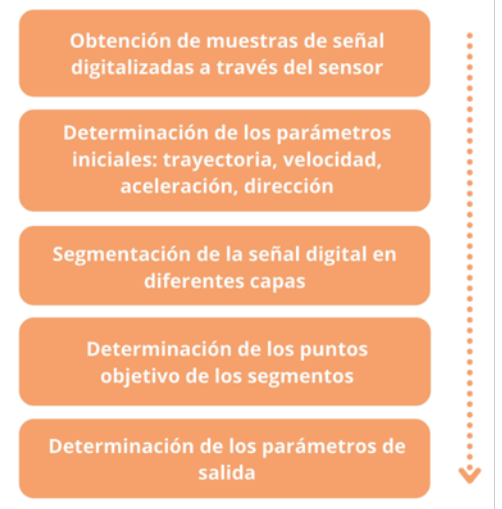 Obtención de muestras de señal
digitalizadas a través del sensor
Determinación de los parámetros
iniciales: trayectoria, velocidad,
aceleración, dirección
Segmentación de la señal digital en
diferentes capas
Determinación de los puntos
objetivo de los segmentos
Determinación de los parámetros de
salida